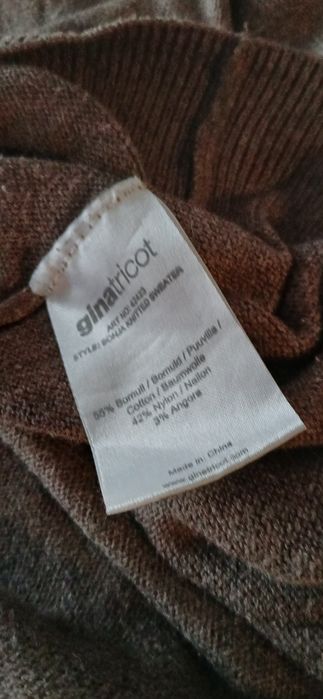 ginatricot
ART NO: 42423
STYLE: SONJA KNITTED SWEATER
55% Bomull / Bomuld / Puuvilla /
Cotton / Baumwolle
42% Nylon / Nailon
3% Angora
Made in: China
www.ginatricot.com